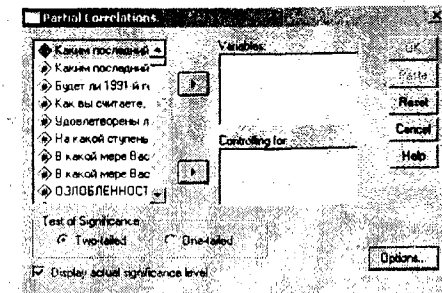 Partial Correlations
Каким последний
Каким последний
Будет ли 1991-й г
Как вы считаете,
Удовлетворены л
На какой ступень
В какой мере Вас
В какой мере Вас
ОЗЛОБЛЕННОСТ
Variables:
Controlling for:
OK
Paste
Reset
Cancel
Help
Test of Significance
Two-tailed
One-tailed
Display actual significance level
Options...